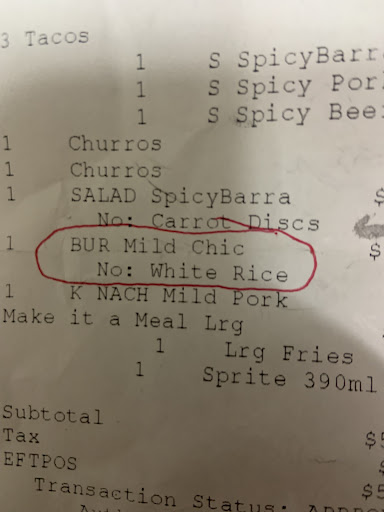 3 Tacos
1 S SpicyBarr
1 S Spicy Por
1 S Spicy Bee
1 Churros
1 Churros
1 SALAD SpicyBarra $
No: Carrot Discs
1 BUR Mild Chic $
No: White Rice
1 K NACH Mild Pork
Make it a Meal Lrg
1 Lrg Fries
1 Sprite 390ml
Subtotal
Tax $5
EFTPOS $
Transaction Status: $5